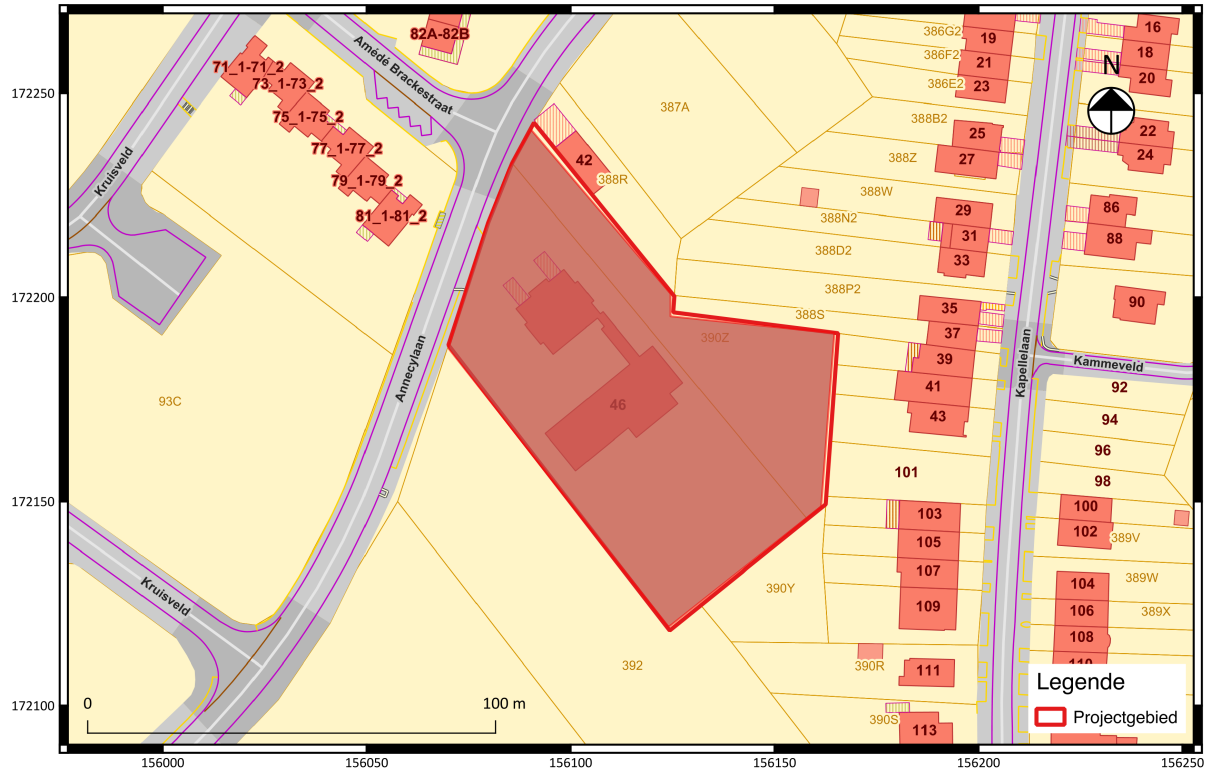 82A-82B
71_1-71_2
73_1-73_2
75_1-75_2
77_1-77_2
79_1-79_2
81_1-81_2
Amédé Brackestraat
Kruisveld
Annecylaan
Kruisveld
Kapellelaan
Kammeveld
N
386G2
386F2
386E2
387A
388B2
388Z
388W
388N2
388D2
388P2
388S
388R
390Z
93C
392
390Y
390R
390S
389V
389W
389X
42
46
19
21
23
25
27
29
31
33
35
37
39
41
43
101
103
105
107
109
111
113
16
18
20
22
24
86
88
90
92
94
96
98
100
102
104
106
108
110
172250
172200
172150
172100
156000
156050
156100
156150
156200
156250
0
100 m
Legende
Projectgebied